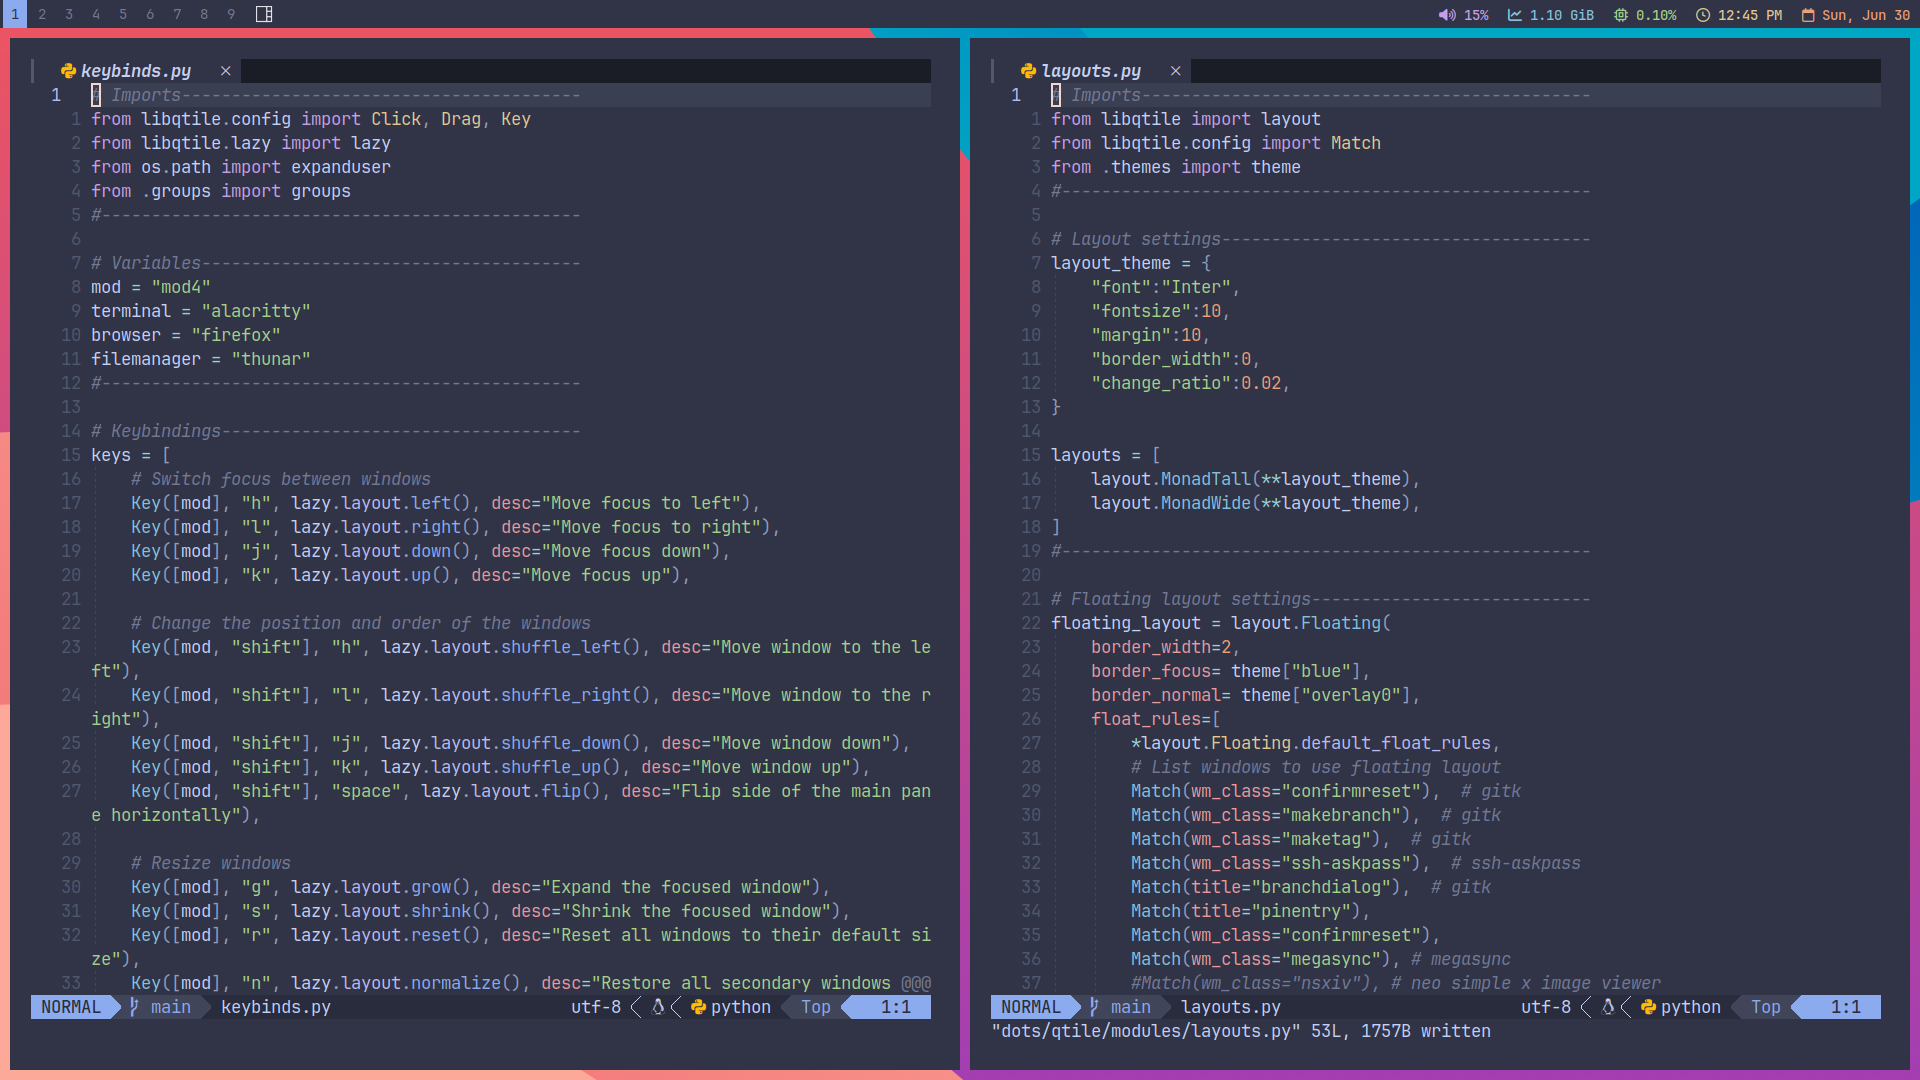 1 2 3 4 5 6 7 8 9
15% 1.10 GiB 0.10% 12:45 PM Sun, Jun 30
keybinds.py ×
1 # Imports----------------------------------------
1 from libqtile.config import Click, Drag, Key
2 from libqtile.lazy import lazy
3 from os.path import expanduser
4 from .groups import groups
5 #------------------------------------------------
6
7 # Variables--------------------------------------
8 mod = "mod4"
9 terminal = "alacritty"
10 browser = "firefox"
11 filemanager = "thunar"
12 #------------------------------------------------
13
14 # Keybindings------------------------------------
15 keys = [
16 # Switch focus between windows
17 Key([mod], "h", lazy.layout.left(), desc="Move focus to left"),
18 Key([mod], "l", lazy.layout.right(), desc="Move focus to right"),
19 Key([mod], "j", lazy.layout.down(), desc="Move focus down"),
20 Key([mod], "k", lazy.layout.up(), desc="Move focus up"),
21
22 # Change the position and order of the windows
23 Key([mod, "shift"], "h", lazy.layout.shuffle_left(), desc="Move window to the le
ft"),
24 Key([mod, "shift"], "l", lazy.layout.shuffle_right(), desc="Move window to the r
ight"),
25 Key([mod, "shift"], "j", lazy.layout.shuffle_down(), desc="Move window down"),
26 Key([mod, "shift"], "k", lazy.layout.shuffle_up(), desc="Move window up"),
27 Key([mod, "shift"], "space", lazy.layout.flip(), desc="Flip side of the main pan
e horizontally"),
28
29 # Resize windows
30 Key([mod], "g", lazy.layout.grow(), desc="Expand the focused window"),
31 Key([mod], "s", lazy.layout.shrink(), desc="Shrink the focused window"),
32 Key([mod], "r", lazy.layout.reset(), desc="Reset all windows to their default si
ze"),
33 Key([mod], "n", lazy.layout.normalize(), desc="Restore all secondary windows @@@
NORMAL main keybinds.py utf-8 python Top 1:1
layouts.py ×
1 # Imports---------------------------------------------
1 from libqtile import layout
2 from libqtile.config import Match
3 from .themes import theme
4 #-----------------------------------------------------
5
6 # Layout settings-------------------------------------
7 layout_theme = {
8 "font":"Inter",
9 "fontsize":10,
10 "margin":10,
11 "border_width":0,
12 "change_ratio":0.02,
13 }
14
15 layouts = [
16 layout.MonadTall(**layout_theme),
17 layout.MonadWide(**layout_theme),
18 ]
19 #-----------------------------------------------------
20
21 # Floating layout settings----------------------------
22 floating_layout = layout.Floating(
23 border_width=2,
24 border_focus= theme["blue"],
25 border_normal= theme["overlay0"],
26 float_rules=[
27 *layout.Floating.default_float_rules,
28 # List windows to use floating layout
29 Match(wm_class="confirmreset"), # gitk
30 Match(wm_class="makebranch"), # gitk
31 Match(wm_class="maketag"), # gitk
32 Match(wm_class="ssh-askpass"), # ssh-askpass
33 Match(title="branchdialog"), # gitk
34 Match(title="pinentry"),
35 Match(wm_class="confirmreset"),
36 Match(wm_class="megasync"), # megasync
37 #Match(wm_class="nsxiv"), # neo simple x image viewer
NORMAL main layouts.py utf-8 python Top 1:1
"dots/qtile/modules/layouts.py" 53L, 1757B written